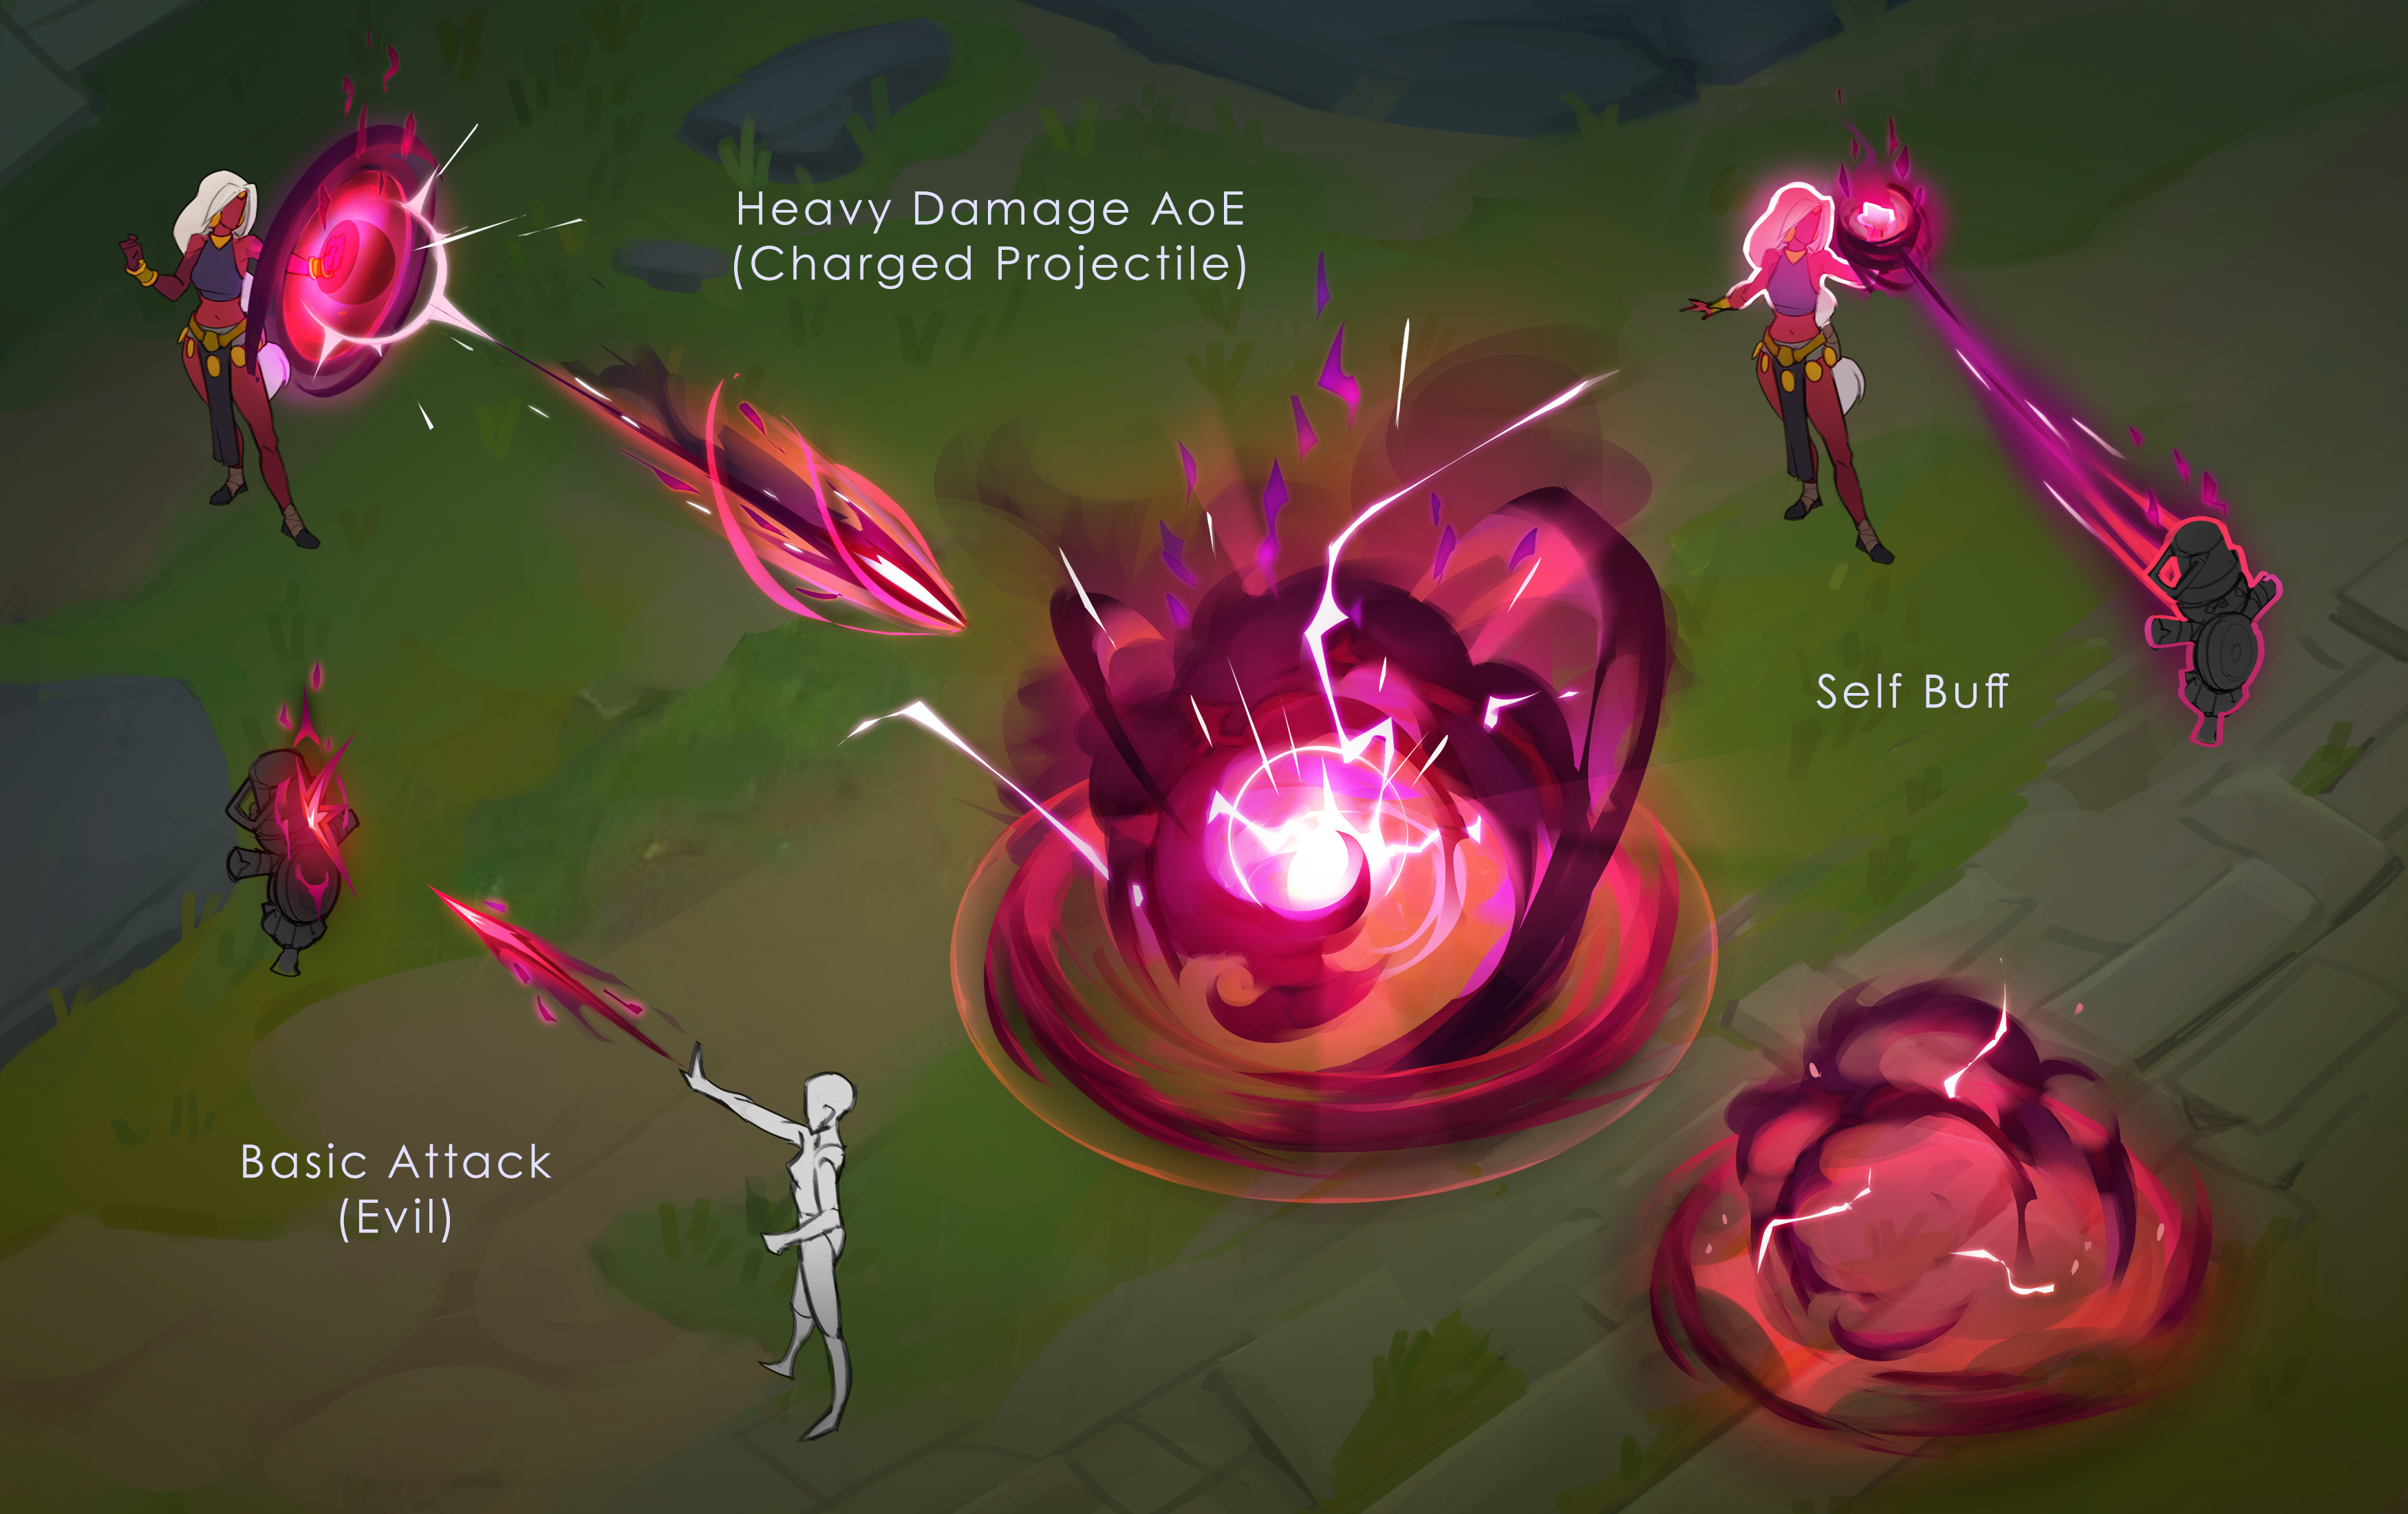 Heavy Damage AoE
(Charged Projectile)
Self Buff
Basic Attack
(Evil)